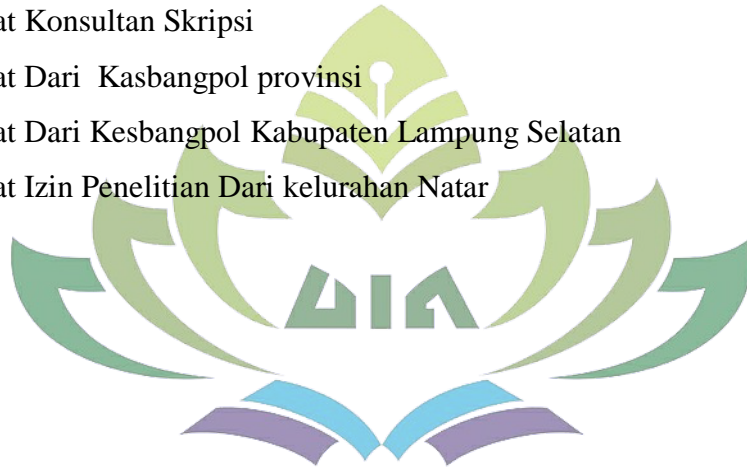 at Konsultan Skripsi
at Dari Kasbangpol provinsi
at Dari Kesbangpol Kabupaten Lampung Selatan
at Izin Penelitian Dari kelurahan Natar
UIN